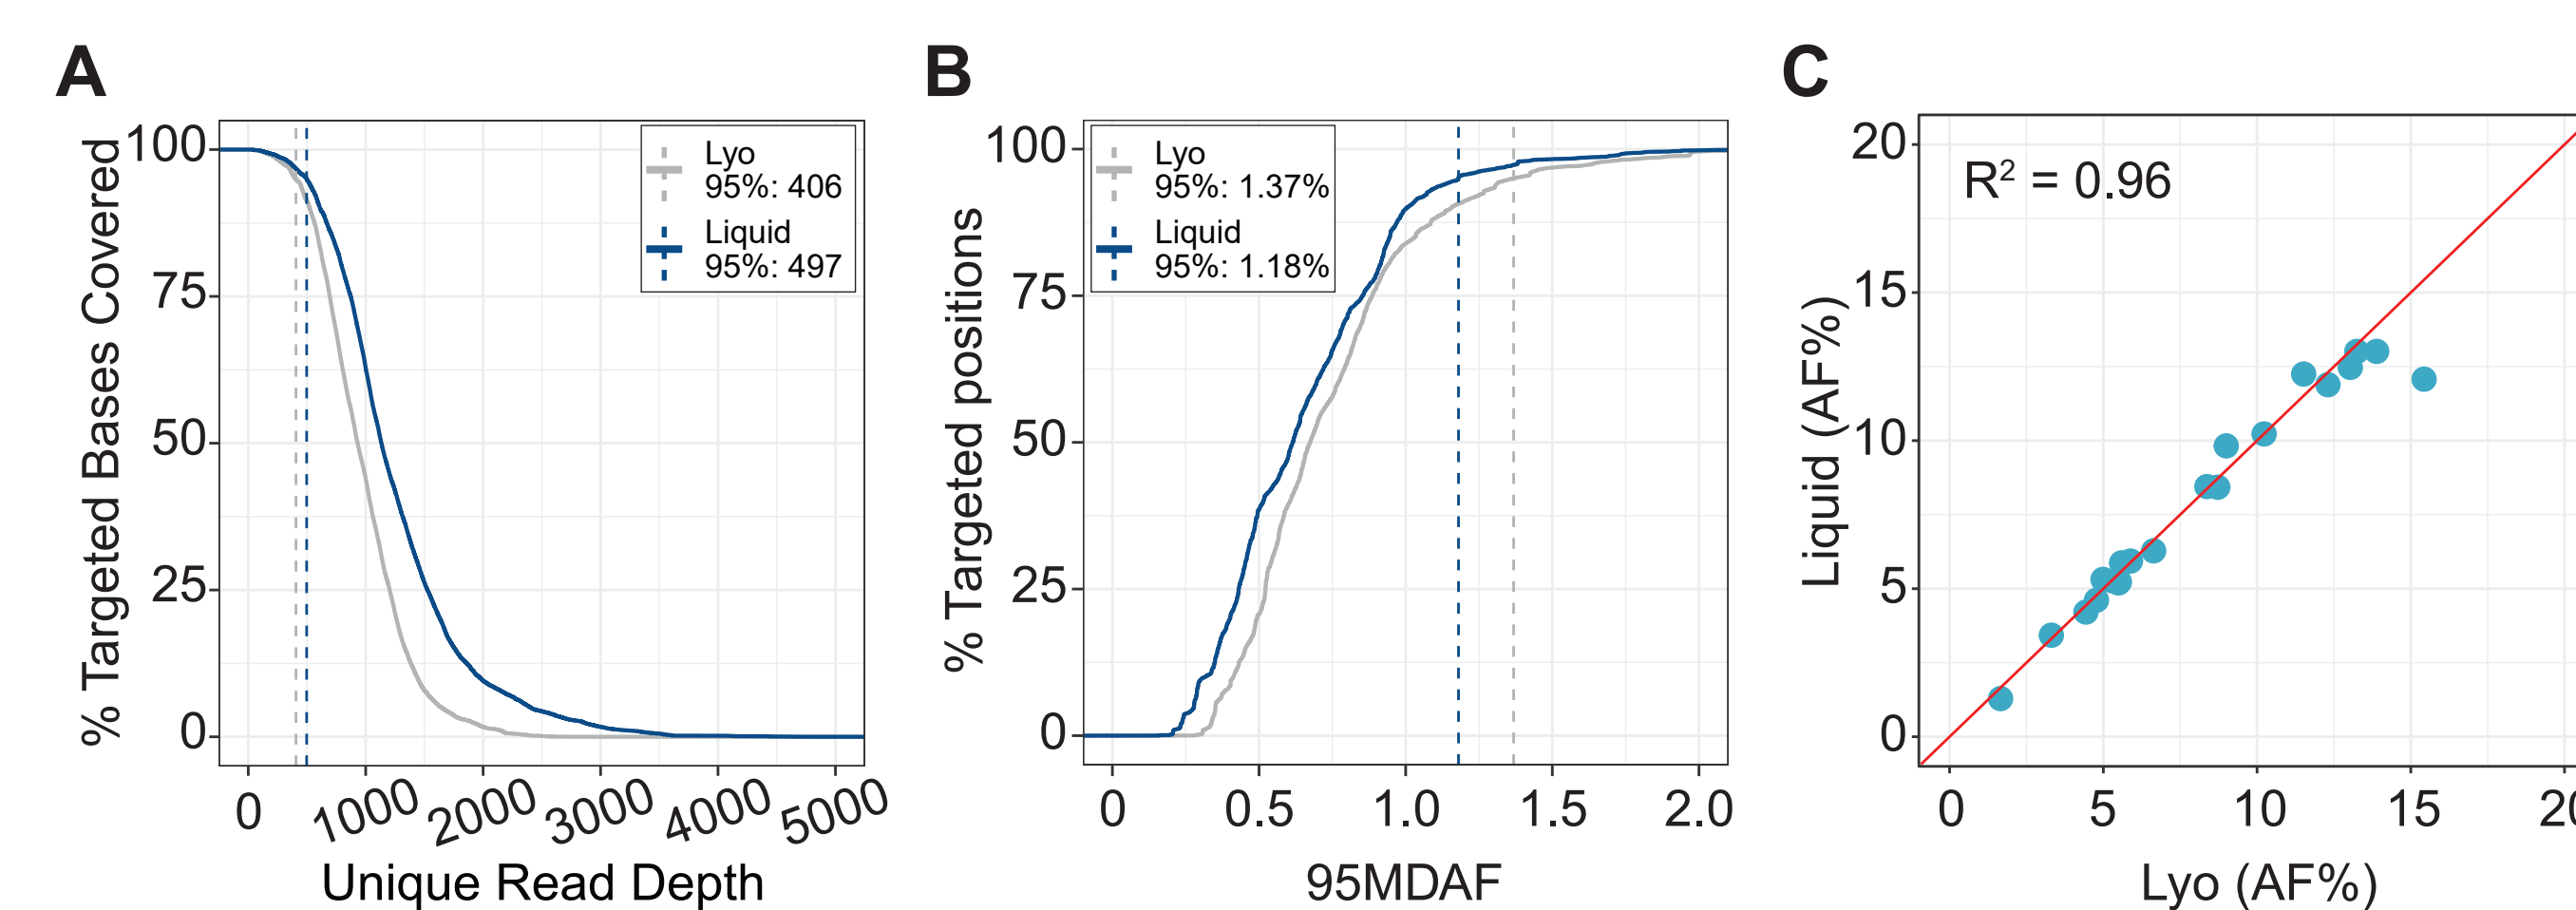 A
% Targeted Bases Covered
100
75
50
25
0
Lyo
95%: 406
Liquid
95%: 497
0 1000 2000 3000 4000 5000
Unique Read Depth
B
% Targeted positions
100
75
50
25
0
Lyo
95%: 1.37%
Liquid
95%: 1.18%
0 0.5 1.0 1.5 2.0
95MDAF
C
Liquid (AF%)
20
15
10
5
0
R² = 0.96
0 5 10 15 20
Lyo (AF%)